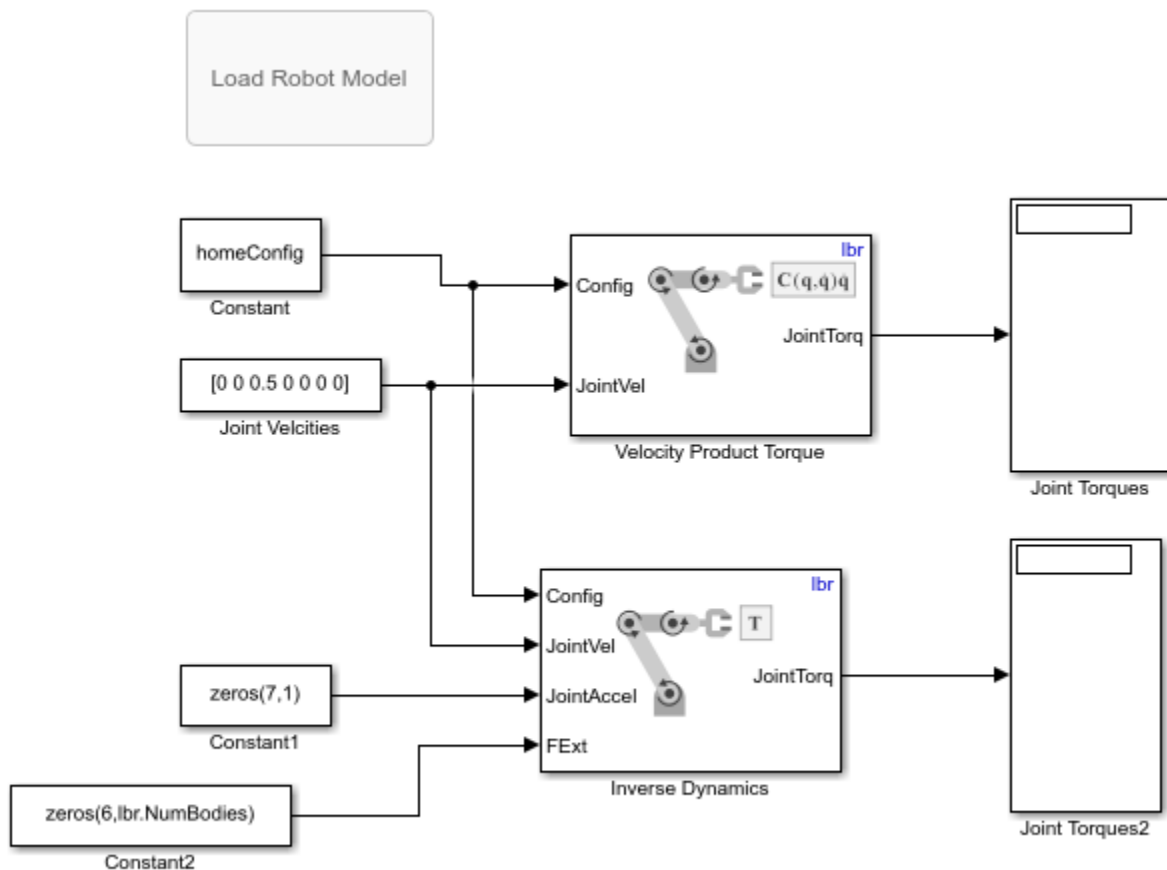 Load Robot Model
homeConfig
Constant
[0 0 0.5 0 0 0 0]
Joint Velcities
lbr
Config
C(q,q̇)q̇
JointTorq
JointVel
Velocity Product Torque
Joint Torques
lbr
Config
T
JointVel
JointTorq
JointAccel
FExt
Inverse Dynamics
zeros(7,1)
Constant1
zeros(6,lbr.NumBodies)
Constant2
Joint Torques2